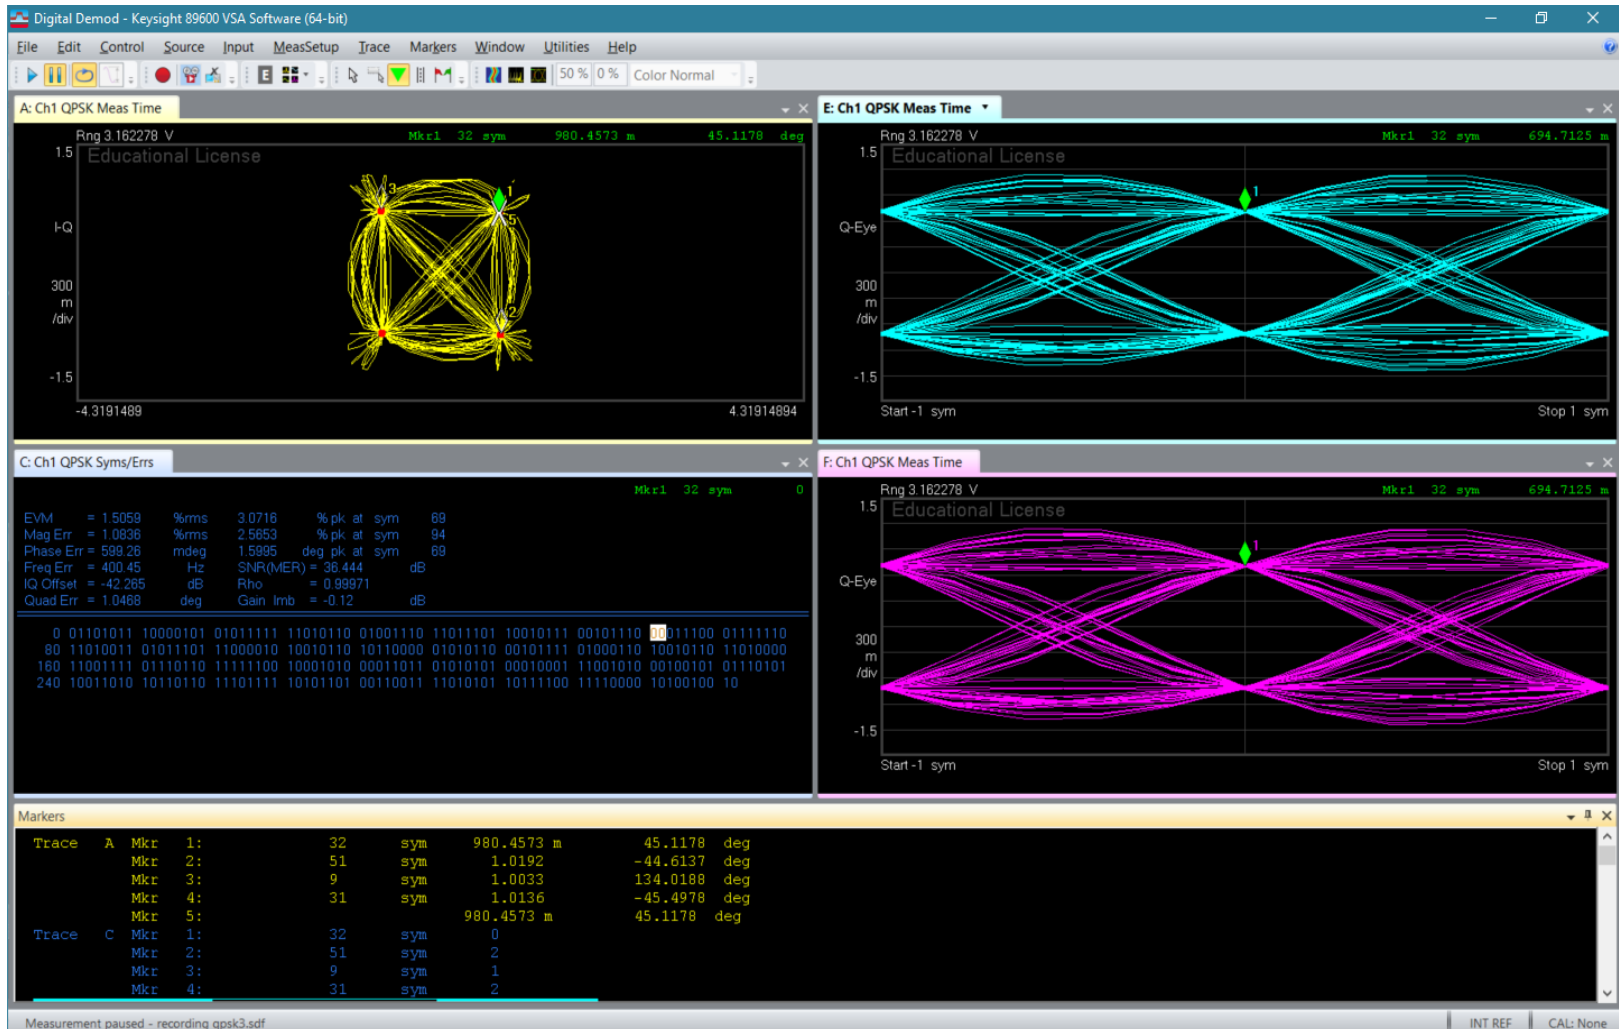 Digital Demod - Keysight 89600 VSA Software (64-bit)
File Edit Control Source Input MeasSetup Trace Markers Window Utilities Help
50 % 0 % Color Normal
A: Ch1 QPSK Meas Time
Rng 3.162278 V Mkr1 32 sym 980.4573 m 45.1178 deg
1.5 Educational License
3
1
5
I-Q
300
m
/div
2
-1.5
-4.3191489 4.31914894
E: Ch1 QPSK Meas Time
Rng 3.162278 V Mkr1 32 sym 694.7125 m
1.5 Educational License
1
Q-Eye
300
m
/div
-1.5
Start -1 sym Stop 1 sym
C: Ch1 QPSK Syms/Errs
Mkr1 32 sym 0
EVM = 1.5059 %rms 3.0716 % pk at sym 69
Mag Err = 1.0836 %rms 2.5653 % pk at sym 94
Phase Err = 599.26 mdeg 1.5995 deg pk at sym 69
Freq Err = 400.45 Hz SNR(MER) = 36.444 dB
IQ Offset = -42.265 dB Rho = 0.99971
Quad Err = 1.0468 deg Gain Imb = -0.12 dB
0 01101011 10000101 01011111 11010110 01001110 11011101 10010111 00101110 00011100 01111110
80 11010011 01011101 11000010 10010110 10110000 01010110 00101111 01000110 10010110 11010000
160 11001111 01110110 11111100 10001010 00011011 01010101 00010001 11001010 00100101 01110101
240 10011010 10110110 11101111 10101101 00110011 11010101 10111100 11110000 10100100 10
F: Ch1 QPSK Meas Time
Rng 3.162278 V Mkr1 32 sym 694.7125 m
1.5 Educational License
1
Q-Eye
300
m
/div
-1.5
Start -1 sym Stop 1 sym
Markers
Trace A Mkr 1: 32 sym 980.4573 m 45.1178 deg
Mkr 2: 51 sym 1.0192 -44.6137 deg
Mkr 3: 9 sym 1.0033 134.0188 deg
Mkr 4: 31 sym 1.0136 -45.4978 deg
Mkr 5: 980.4573 m 45.1178 deg
Trace C Mkr 1: 32 sym 0
Mkr 2: 51 sym 2
Mkr 3: 9 sym 1
Mkr 4: 31 sym 2
Measurement paused - recording qpsk3.sdf INT REF CAL: None